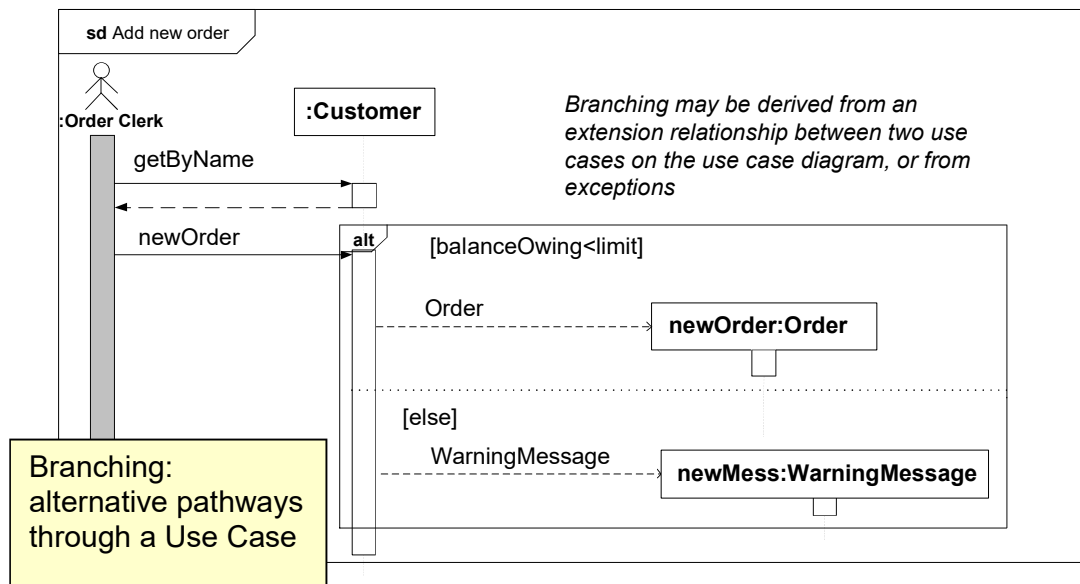 sd Add new order
:Order Clerk
:Customer
Branching may be derived from an
extension relationship between two use
cases on the use case diagram, or from
exceptions
getByName
newOrder
alt
[balanceOwing<limit]
Order
newOrder:Order
[else]
WarningMessage
newMess:WarningMessage
Branching:
alternative pathways
through a Use Case